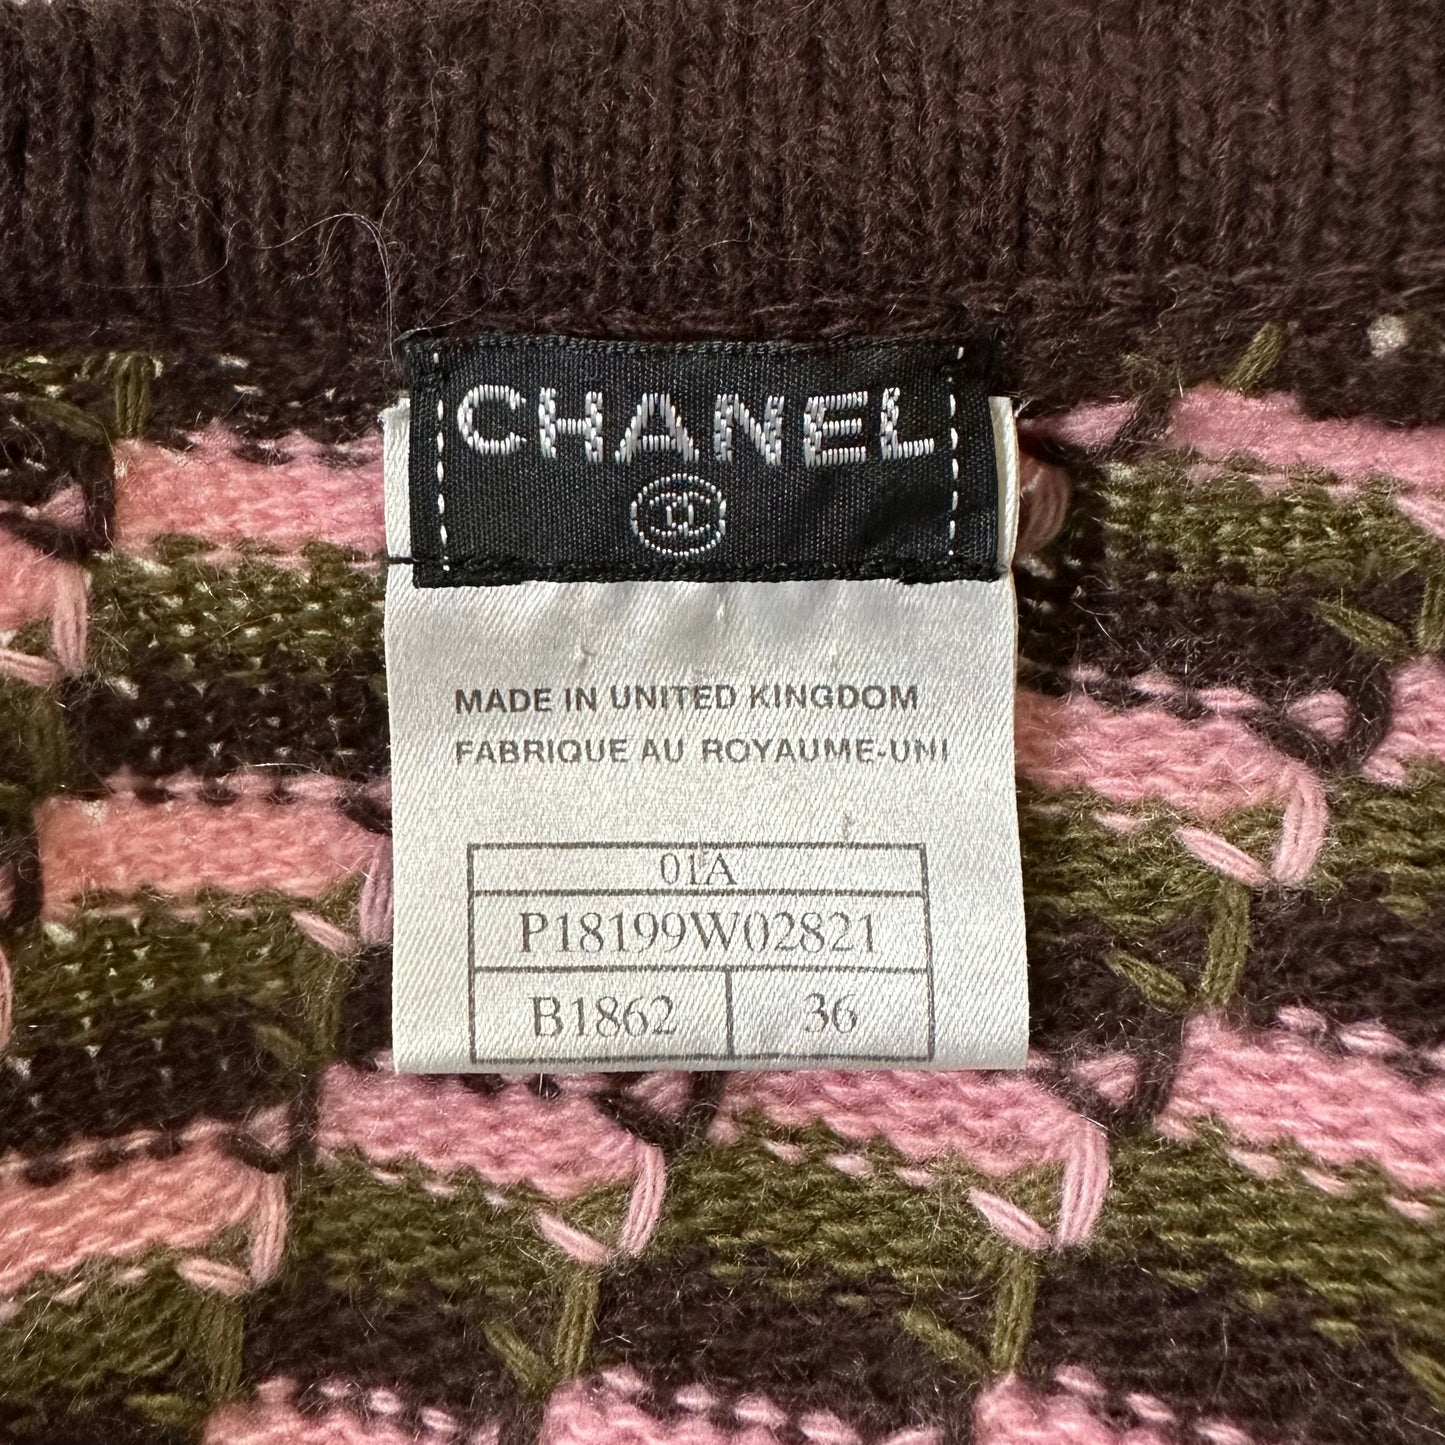 CHANEL
MADE IN UNITED KINGDOM
FABRIQUE AU ROYAUME-UNI
01A
P18199W02821
B1862 36